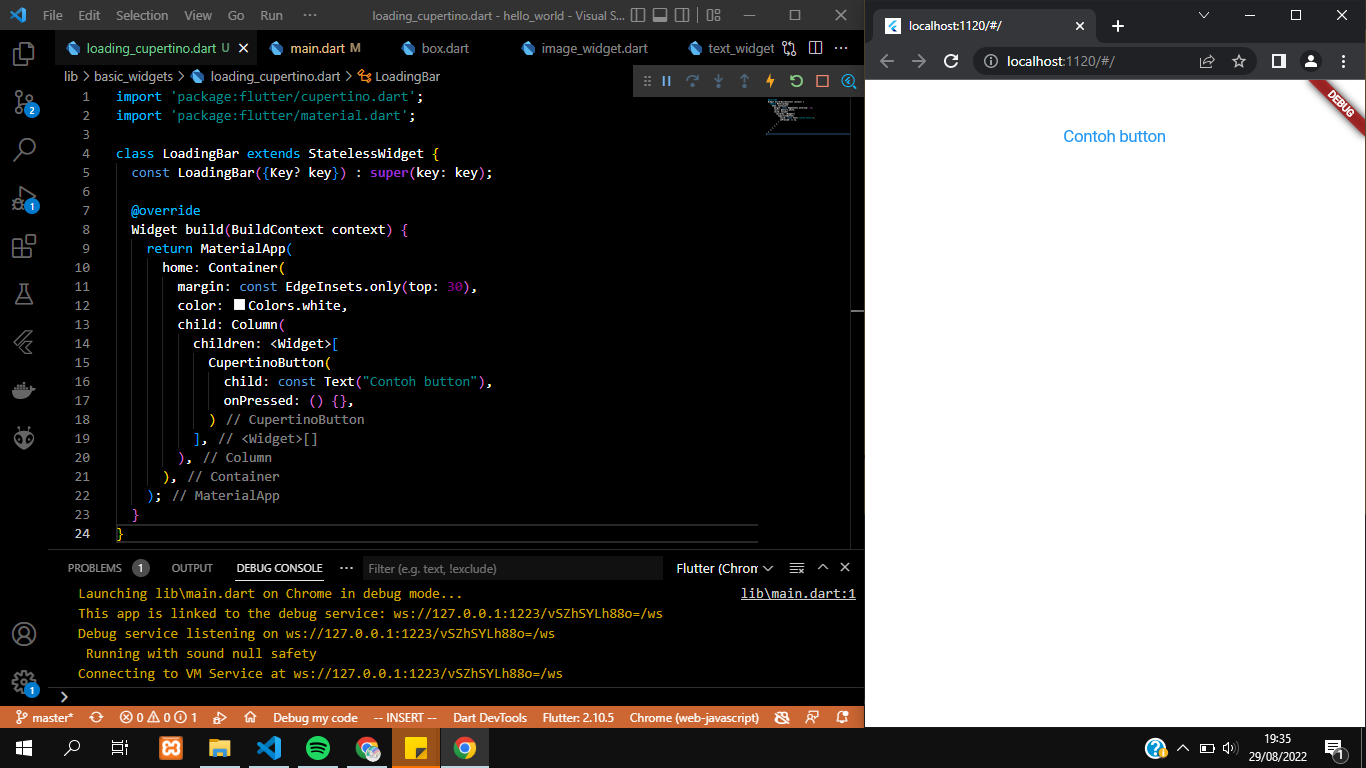 File Edit Selection View Go Run ··· loading_cupertino.dart - hello_world - Visual S...
loading_cupertino.dart U main.dart M box.dart image_widget.dart text_widget
lib > basic_widgets > loading_cupertino.dart > LoadingBar
1 import 'package:flutter/cupertino.dart';
2 import 'package:flutter/material.dart';
3
4 class LoadingBar extends StatelessWidget {
5 const LoadingBar({Key? key}) : super(key: key);
6
7 @override
8 Widget build(BuildContext context) {
9 return MaterialApp(
10 home: Container(
11 margin: const EdgeInsets.only(top: 30),
12 color: Colors.white,
13 child: Column(
14 children: <Widget>[
15 CupertinoButton(
16 child: const Text("Contoh button"),
17 onPressed: () {},
18 ) // CupertinoButton
19 ], // <Widget>[]
20 ), // Column
21 ), // Container
22 ); // MaterialApp
23 }
24 }
2
1
1
PROBLEMS 1 OUTPUT DEBUG CONSOLE ··· Filter (e.g. text, !exclude) Flutter (Chrom
Launching lib\main.dart on Chrome in debug mode... lib\main.dart:1
This app is linked to the debug service: ws://127.0.0.1:1223/vSZhSYLh88o=/ws
Debug service listening on ws://127.0.0.1:1223/vSZhSYLh88o=/ws
Running with sound null safety
Connecting to VM Service at ws://127.0.0.1:1223/vSZhSYLh88o=/ws
master* 0 0 1 Debug my code -- INSERT -- Dart DevTools Flutter: 2.10.5 Chrome (web-javascript)
localhost:1120/#/
localhost:1120/#/
DEBUG
Contoh button
19:35
29/08/2022
1